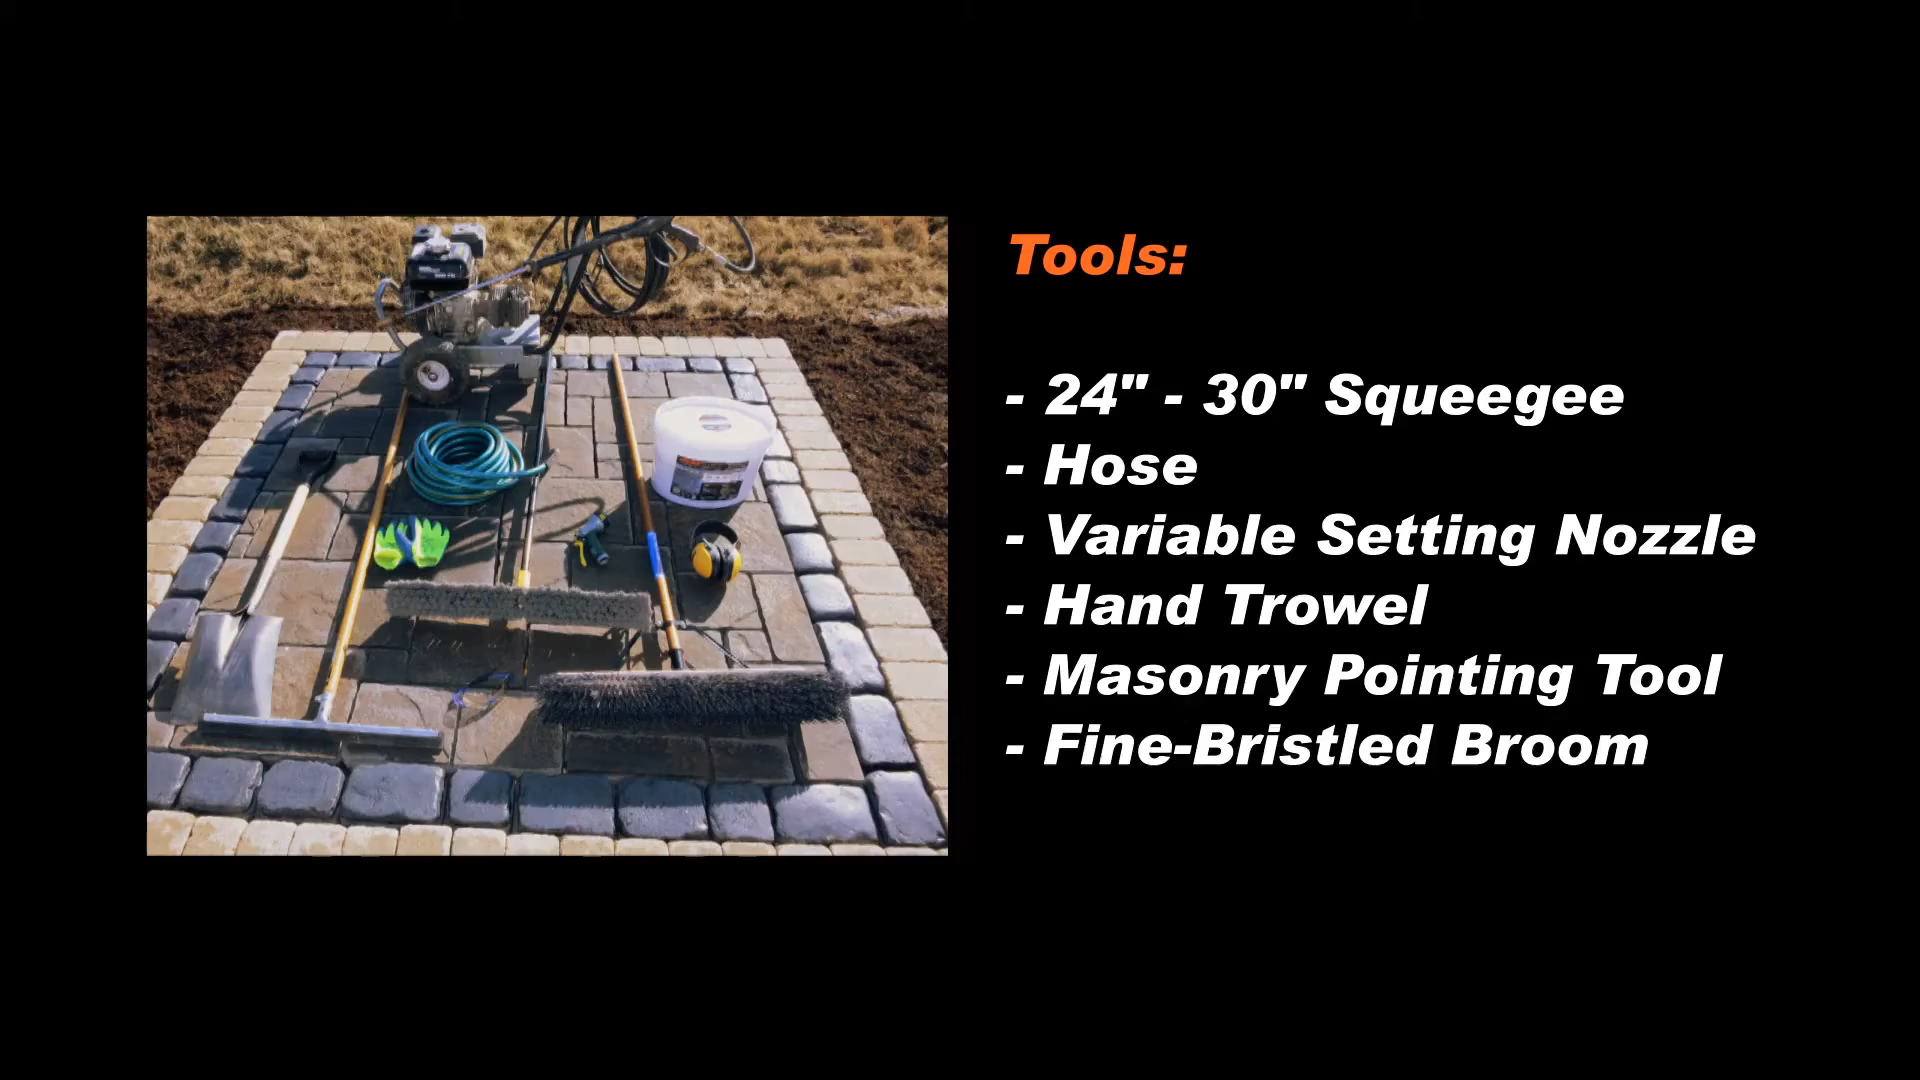 Tools:
- 24" - 30" Squeegee
- Hose
- Variable Setting Nozzle
- Hand Trowel
- Masonry Pointing Tool
- Fine-Bristled Broom